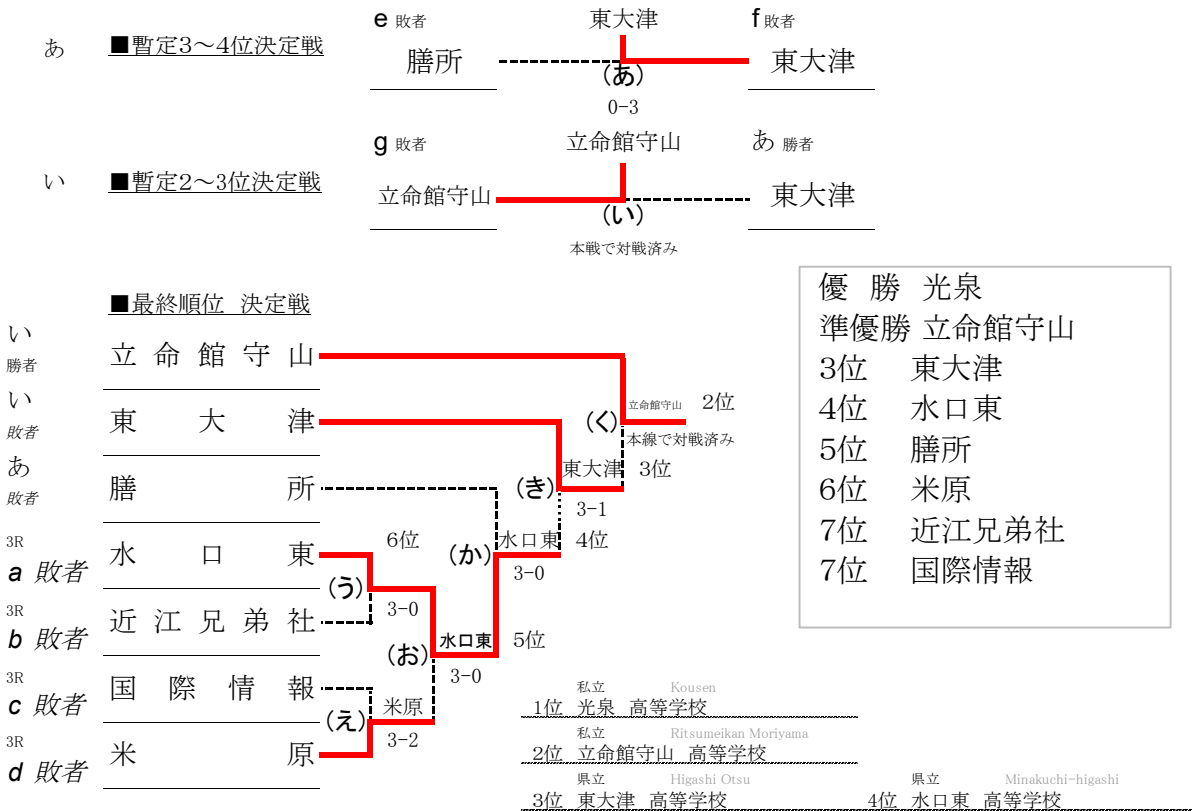 e 敗者 東大津 f 敗者
あ ■暫定3～4位決定戦 膳所 (あ) 東大津
0-3
g 敗者 立命館守山 あ 勝者
い ■暫定2～3位決定戦 立命館守山 (い) 東大津
本戦で対戦済み
■最終順位 決定戦
い 勝者 立命館守山
い 敗者 東大津
あ 敗者 膳所
3R a 敗者 水口東
3R b 敗者 近江兄弟社
3R c 敗者 国際情報
3R d 敗者 米原
(く) 立命館守山 2位
本線で対戦済み
(き) 東大津 3位
3-1
(か) 水口東 4位
3-0
6位
(う) 3-0
(お) 水口東 5位
3-0
(え) 米原
3-2
優 勝 光泉
準優勝 立命館守山
3位 東大津
4位 水口東
5位 膳所
6位 米原
7位 近江兄弟社
7位 国際情報
私立 Kousen
1位 光泉 高等学校
私立 Ritsumeikan Moriyama
2位 立命館守山 高等学校
県立 Higashi Otsu 県立 Minakuchi-higashi
3位 東大津 高等学校 4位 水口東 高等学校